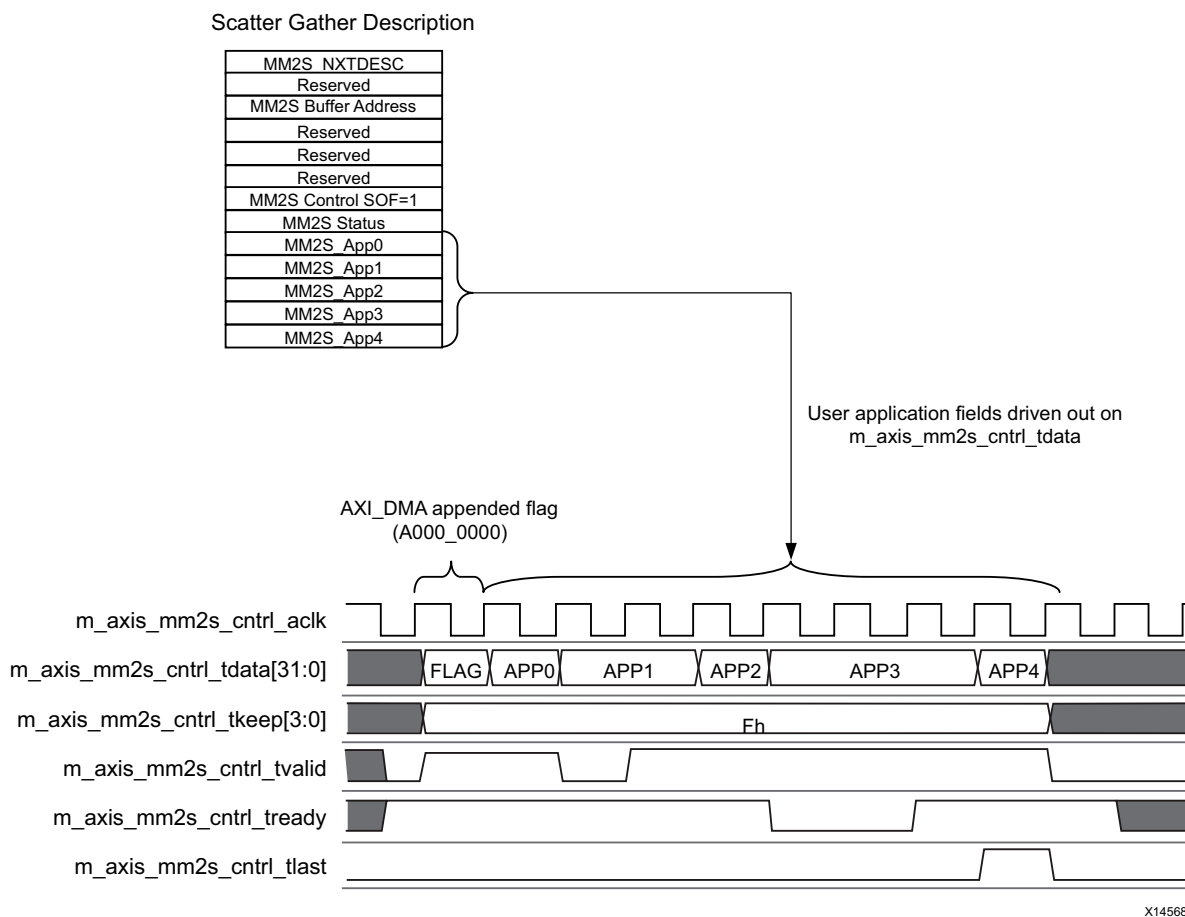 Scatter Gather Description
MM2S_NXTDESC
Reserved
MM2S Buffer Address
Reserved
Reserved
Reserved
MM2S Control SOF=1
MM2S Status
MM2S_App0
MM2S_App1
MM2S_App2
MM2S_App3
MM2S_App4
User application fields driven out on
m_axis_mm2s_cntrl_tdata
AXI_DMA appended flag
(A000_0000)
m_axis_mm2s_cntrl_aclk
m_axis_mm2s_cntrl_tdata[31:0] FLAG APP0 APP1 APP2 APP3 APP4
m_axis_mm2s_cntrl_tkeep[3:0] Fh
m_axis_mm2s_cntrl_tvalid
m_axis_mm2s_cntrl_tready
m_axis_mm2s_cntrl_tlast
X14568